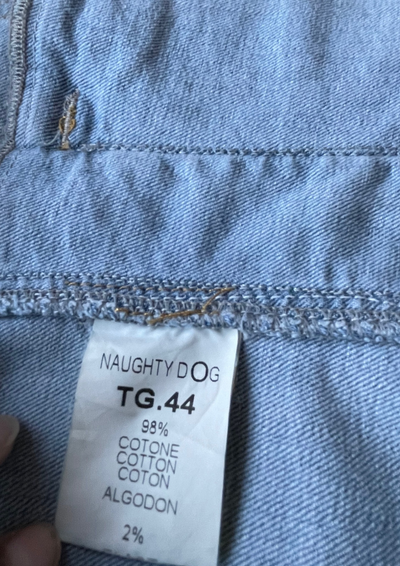 NAUGHTY DOG
TG.44
98%
COTONE
COTTON
COTON
ALGODON
2%